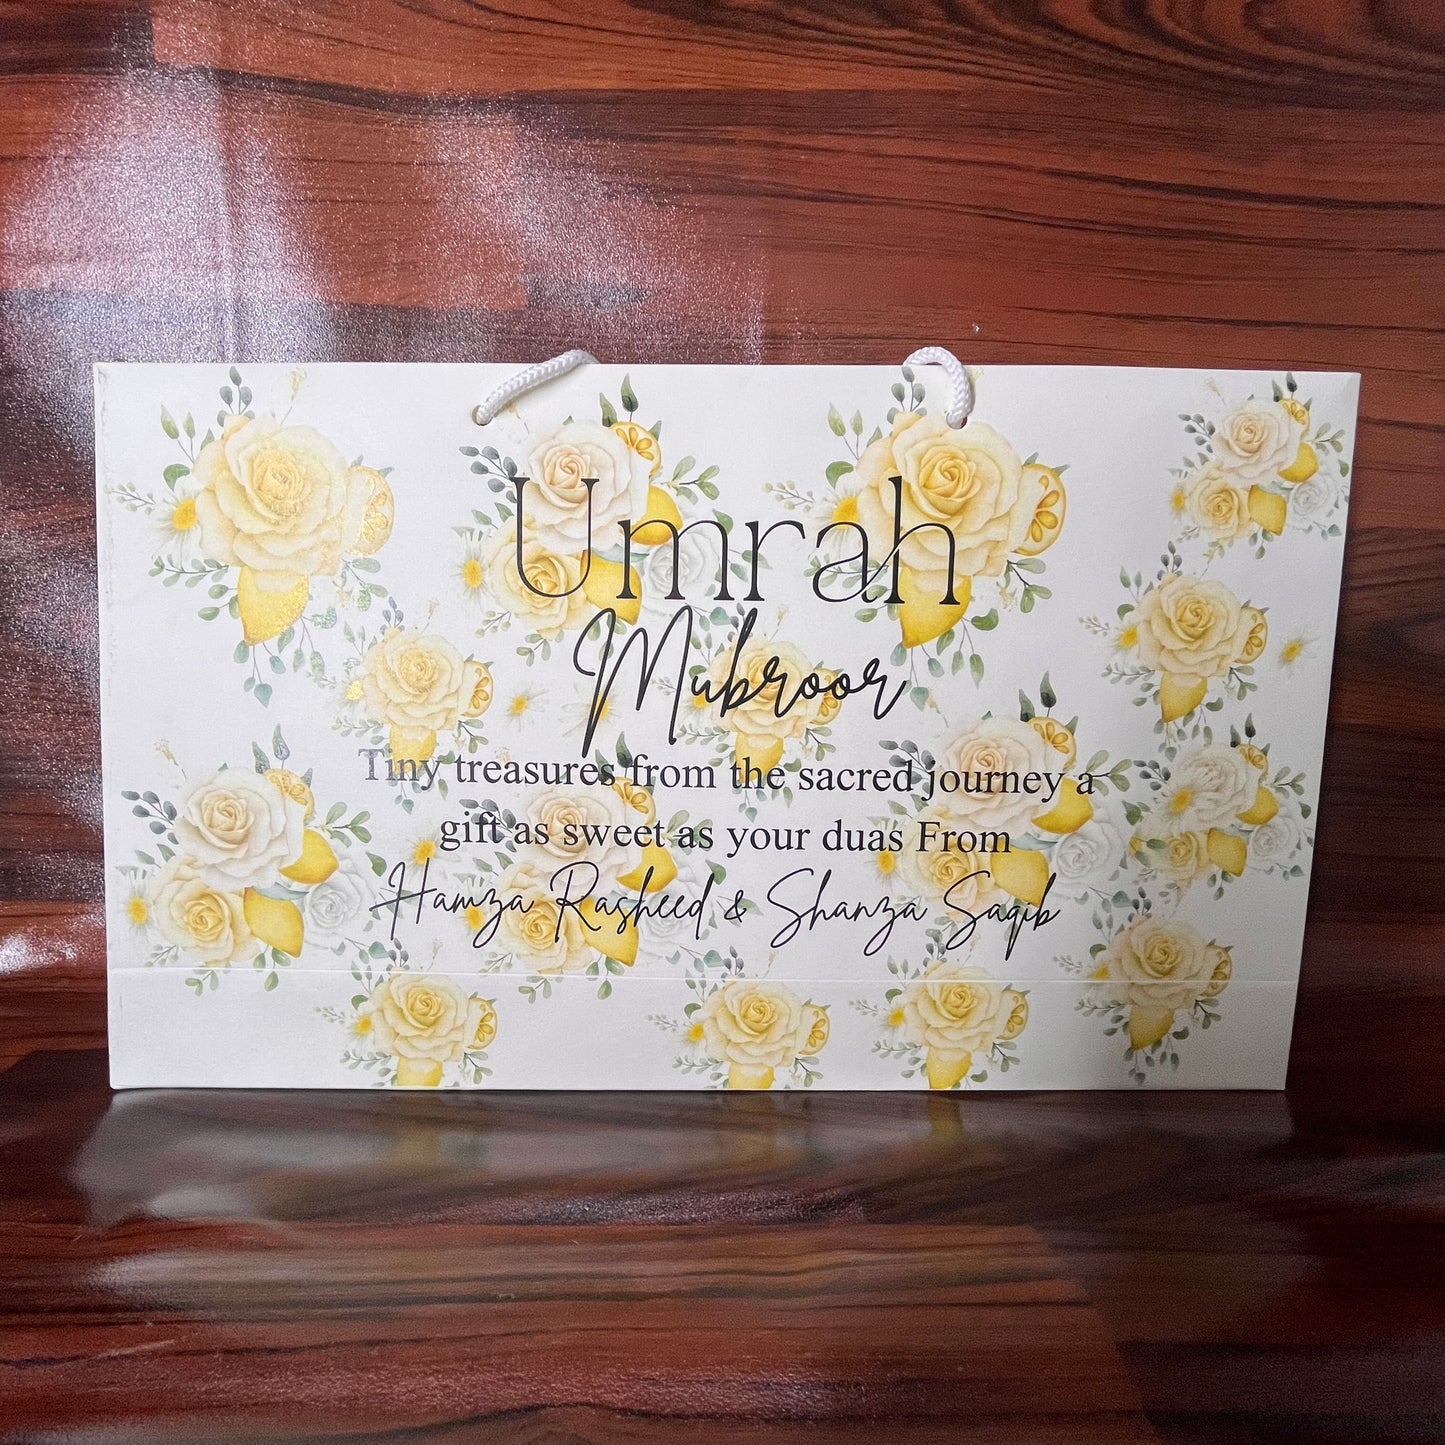 Umrah
Mubroor
Tiny treasures from the sacred journey a
gift as sweet as your duas From
Hamza Rasheed & Shanza Saqib